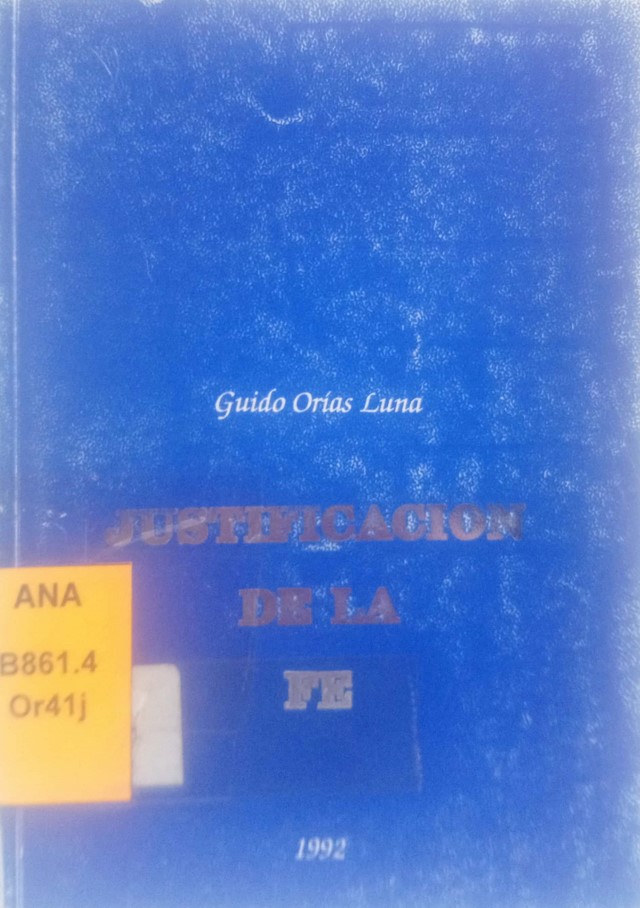 Guido Orías Luna
JUSTIFICACION
DE LA
FE
ANA
B861.4
Or41j
1992